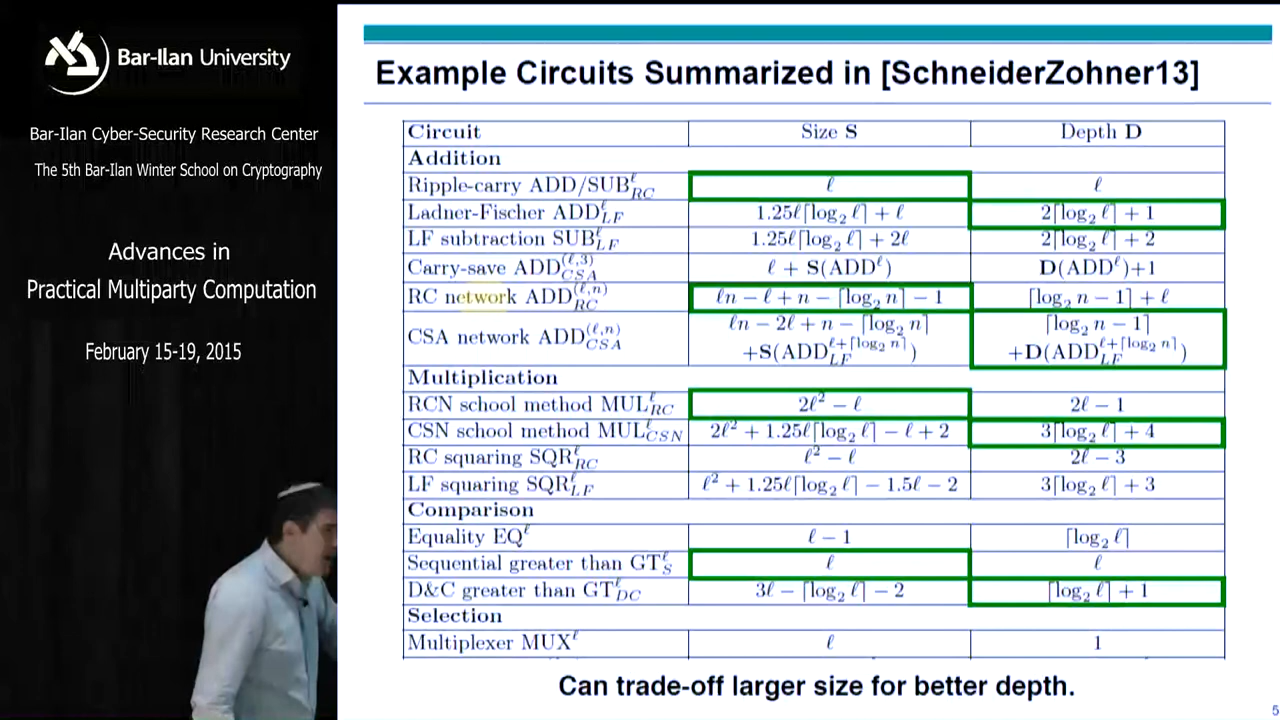 Bar-Ilan University
Bar-Ilan Cyber-Security Research Center
The 5th Bar-Ilan Winter School on Cryptography
Advances in
Practical Multiparty Computation
February 15-19, 2015
Example Circuits Summarized in [SchneiderZohner13]
Circuit Size S Depth D
Addition
Ripple-carry ADD/SUB^ℓ_RC ℓ ℓ
Ladner-Fischer ADD^ℓ_LF 1.25ℓ⌈log₂ ℓ⌉ + ℓ 2⌈log₂ ℓ⌉ + 1
LF subtraction SUB^ℓ_LF 1.25ℓ⌈log₂ ℓ⌉ + 2ℓ 2⌈log₂ ℓ⌉ + 2
Carry-save ADD^(ℓ,3)_CSA ℓ + S(ADD^ℓ) D(ADD^ℓ)+1
RC network ADD^(ℓ,n)_RC ℓn − ℓ + n − ⌈log₂ n⌉ − 1 ⌈log₂ n − 1⌉ + ℓ
CSA network ADD^(ℓ,n)_CSA ℓn − 2ℓ + n − ⌈log₂ n⌉ +S(ADD^ℓ+⌈log₂ n⌉_LF) ⌈log₂ n − 1⌉ +D(ADD^ℓ+⌈log₂ n⌉_LF)
Multiplication
RCN school method MUL^ℓ_RC 2ℓ² − ℓ 2ℓ − 1
CSN school method MUL^ℓ_CSN 2ℓ² + 1.25ℓ⌈log₂ ℓ⌉ − ℓ + 2 3⌈log₂ ℓ⌉ + 4
RC squaring SQR^ℓ_RC ℓ² − ℓ 2ℓ − 3
LF squaring SQR^ℓ_LF ℓ² + 1.25ℓ⌈log₂ ℓ⌉ − 1.5ℓ − 2 3⌈log₂ ℓ⌉ + 3
Comparison
Equality EQ^ℓ ℓ − 1 ⌈log₂ ℓ⌉
Sequential greater than GT^ℓ_S ℓ ℓ
D&C greater than GT^ℓ_DC 3ℓ − ⌈log₂ ℓ⌉ − 2 ⌈log₂ ℓ⌉ + 1
Selection
Multiplexer MUX^ℓ ℓ 1
Can trade-off larger size for better depth.
5